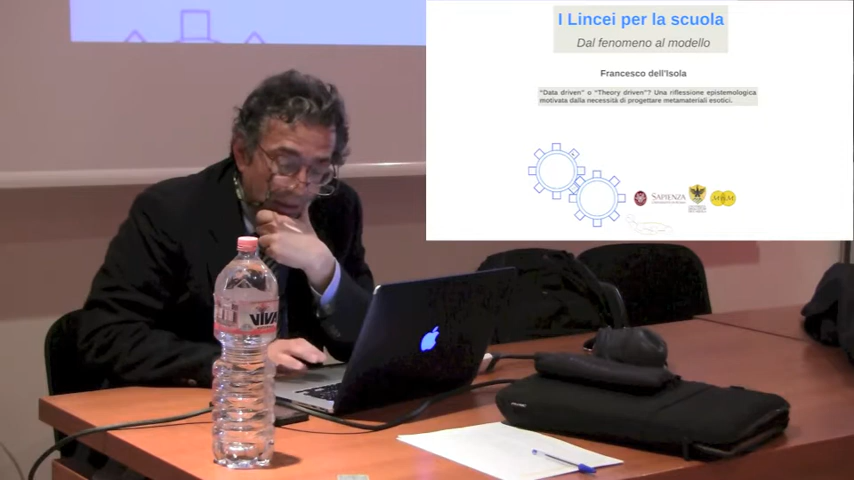 I Lincei per la scuola
Dal fenomeno al modello
Francesco dell'Isola
"Data driven" o "Theory driven"? Una riflessione epistemologica
motivata dalla necessità di progettare metamateriali esotici.
SAPIENZA
VIVA